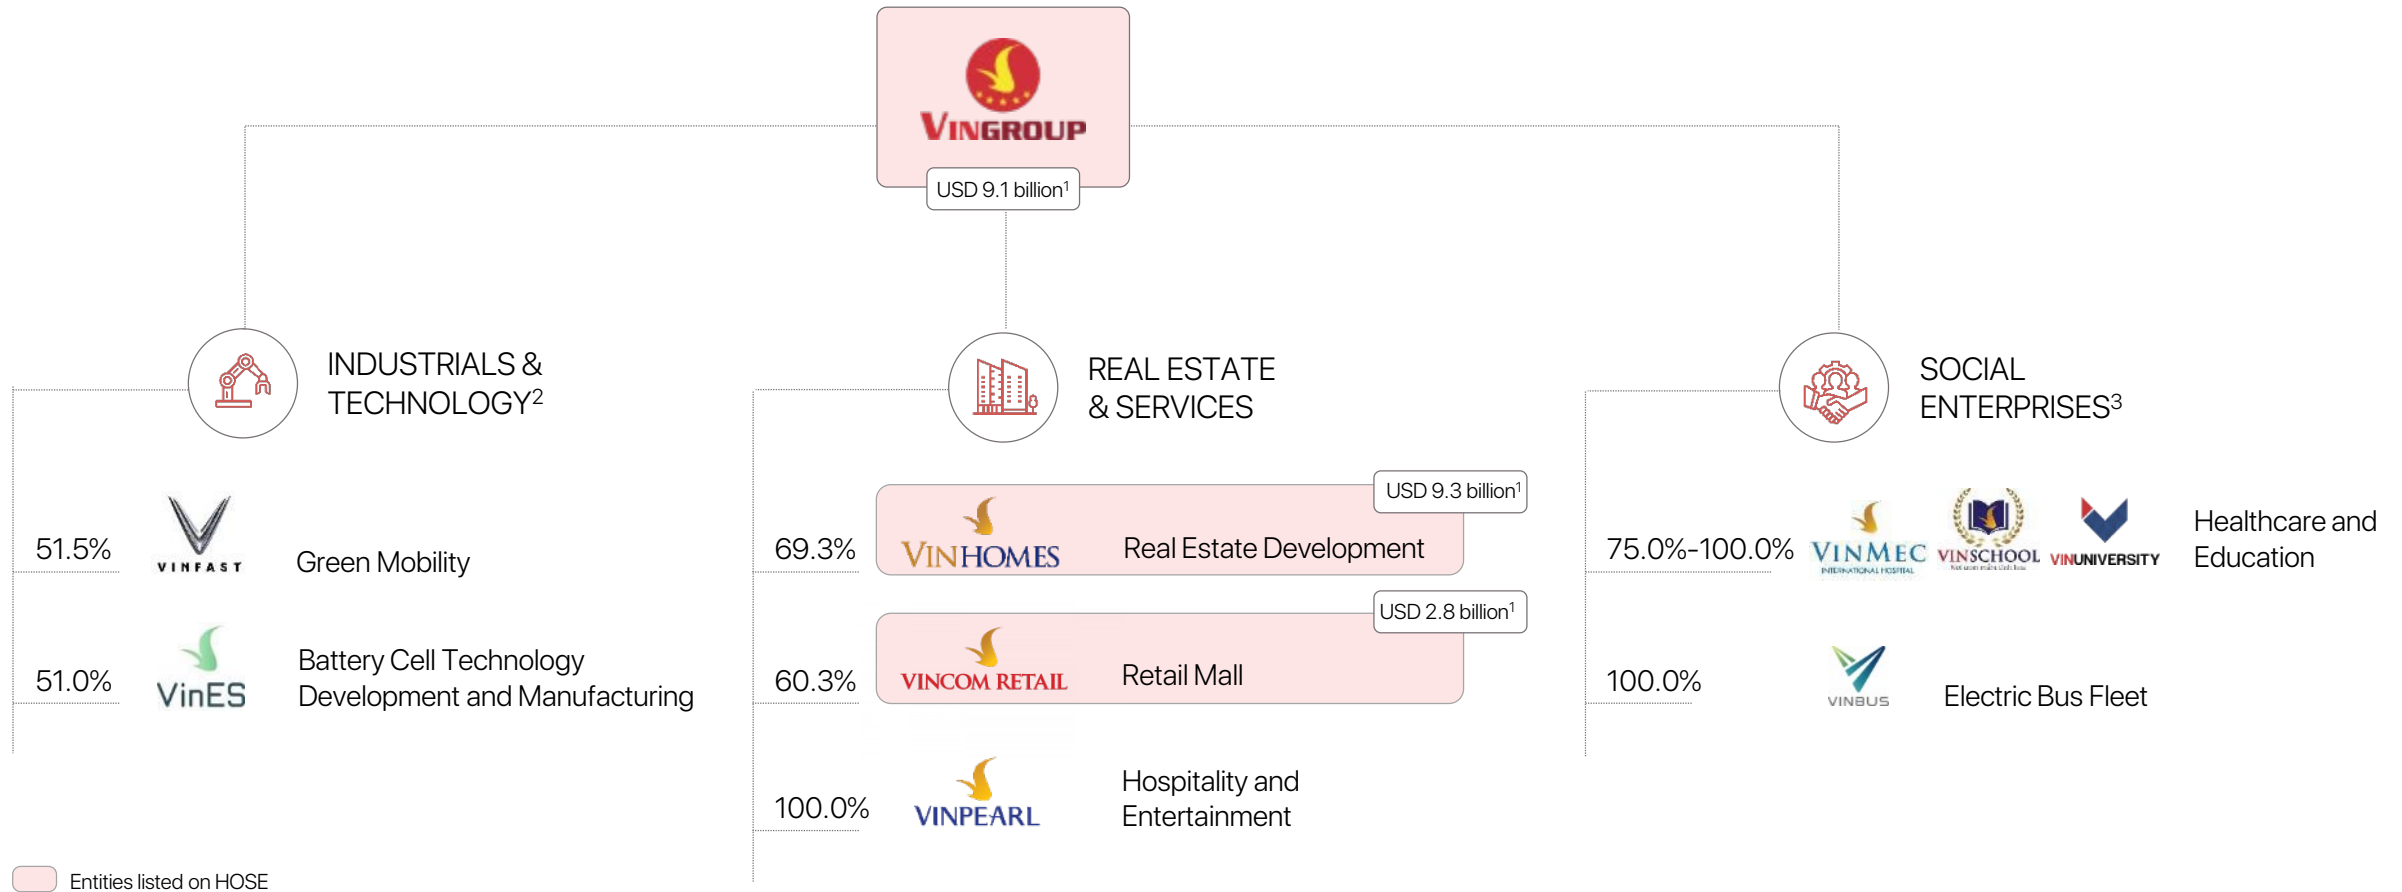 VINGROUP
USD 9.1 billion1
INDUSTRIALS &
TECHNOLOGY2
51.5%
VINFAST
Green Mobility
51.0%
VinES
Battery Cell Technology
Development and Manufacturing
REAL ESTATE
& SERVICES
USD 9.3 billion1
69.3%
VINHOMES
Real Estate Development
USD 2.8 billion1
60.3%
VINCOM RETAIL
Retail Mall
100.0%
VINPEARL
Hospitality and
Entertainment
SOCIAL
ENTERPRISES3
75.0%-100.0%
VINMEC
INTERNATIONAL HOSPITAL
VINSCHOOL
VINUNIVERSITY
Healthcare and
Education
100.0%
VINBUS
Electric Bus Fleet
Entities listed on HOSE